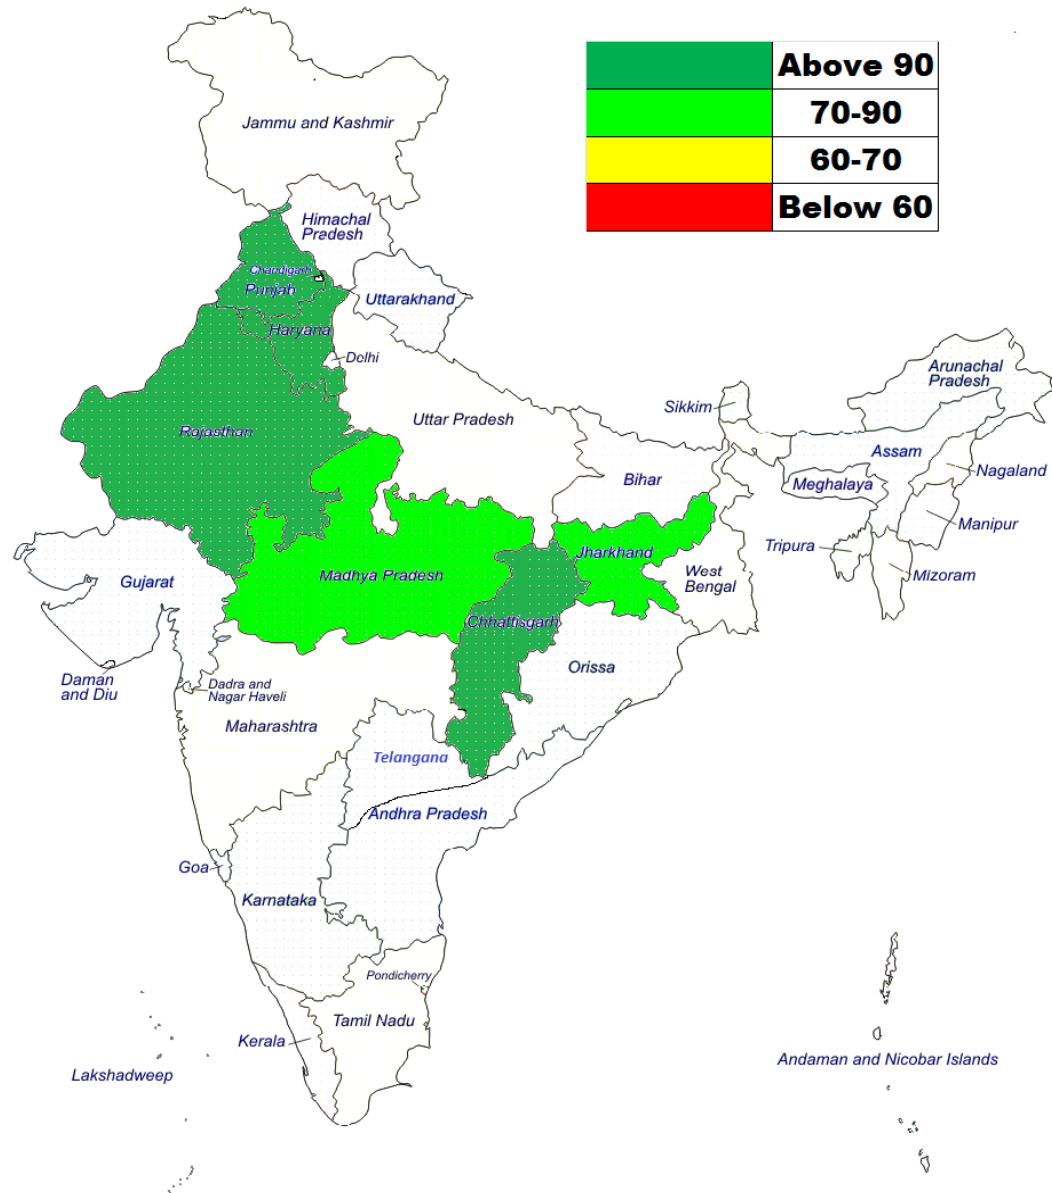 Above 90
70-90
60-70
Below 60
Jammu and Kashmir
Himachal
Pradesh
Chandigarh
Punjab
Uttarakhand
Haryana
Delhi
Arunachal
Pradesh
Sikkim
Uttar Pradesh
Rajasthan
Assam
Nagaland
Bihar
Meghalaya
Manipur
Tripura
Jharkhand
Mizoram
West
Bengal
Gujarat
Madhya Pradesh
Chhattisgarh
Orissa
Daman
and Diu
Dadra and
Nagar Haveli
Maharashtra
Telangana
Andhra Pradesh
Goa
Karnataka
Pondicherry
Tamil Nadu
Kerala
Lakshadweep
Andaman and Nicobar Islands